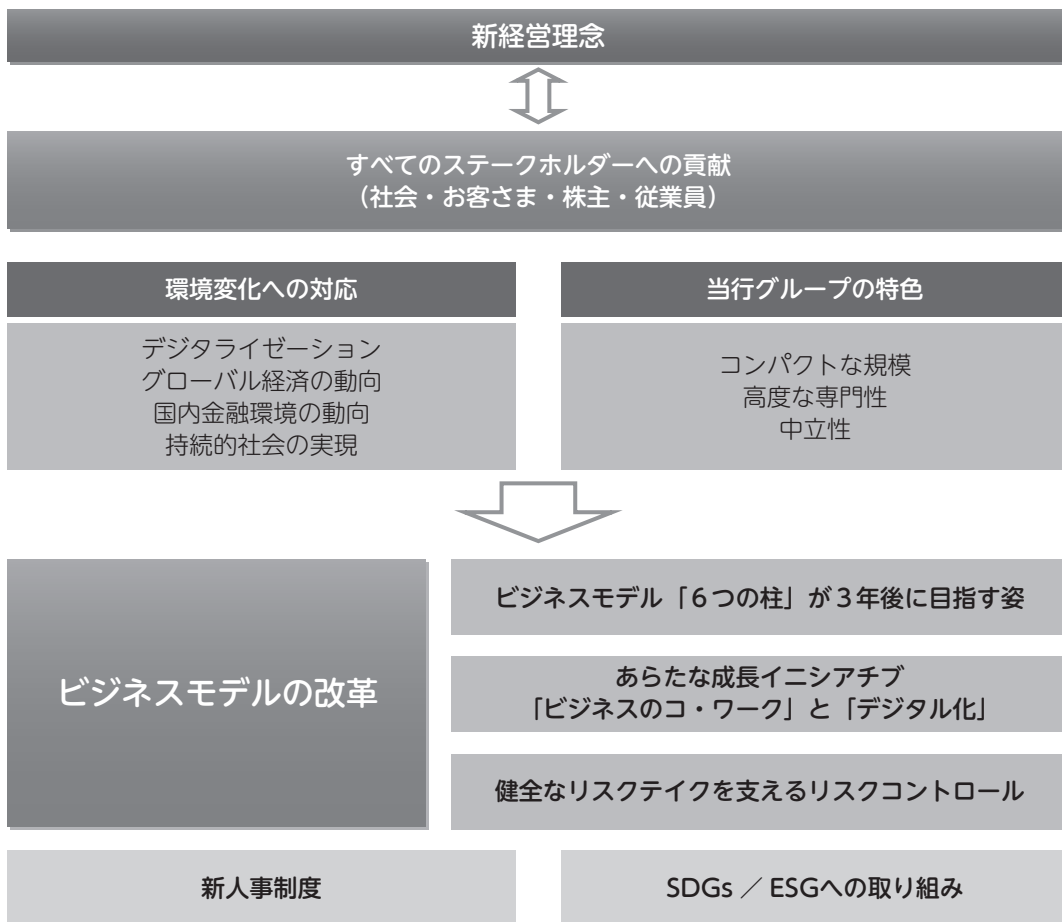 新経営理念
すべてのステークホルダーへの貢献
（社会・お客さま・株主・従業員）
環境変化への対応
デジタライゼーション
グローバル経済の動向
国内金融環境の動向
持続的社会の実現
当行グループの特色
コンパクトな規模
高度な専門性
中立性
ビジネスモデルの改革
ビジネスモデル「６つの柱」が３年後に目指す姿
あらたな成長イニシアチブ
「ビジネスのコ・ワーク」と「デジタル化」
健全なリスクテイクを支えるリスクコントロール
新人事制度
SDGs ／ ESGへの取り組み